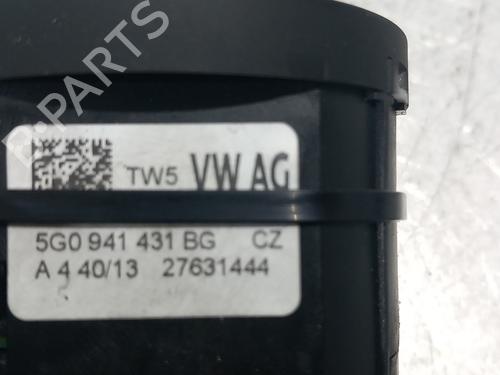 TW5 VW AG
5G0 941 431 BG CZ
A 4 40/13 27631444
B-PARTS